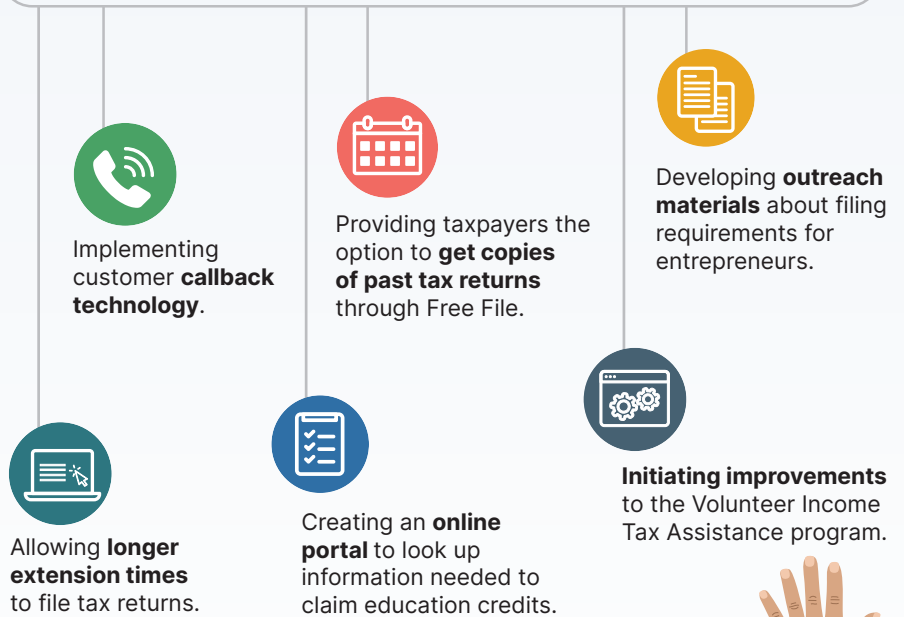 Implementing
customer callback
technology.
Providing taxpayers the
option to get copies
of past tax returns
through Free File.
Developing outreach
materials about filing
requirements for
entrepreneurs.
Allowing longer
extension times
to file tax returns.
Creating an online
portal to look up
information needed to
claim education credits.
Initiating improvements
to the Volunteer Income
Tax Assistance program.